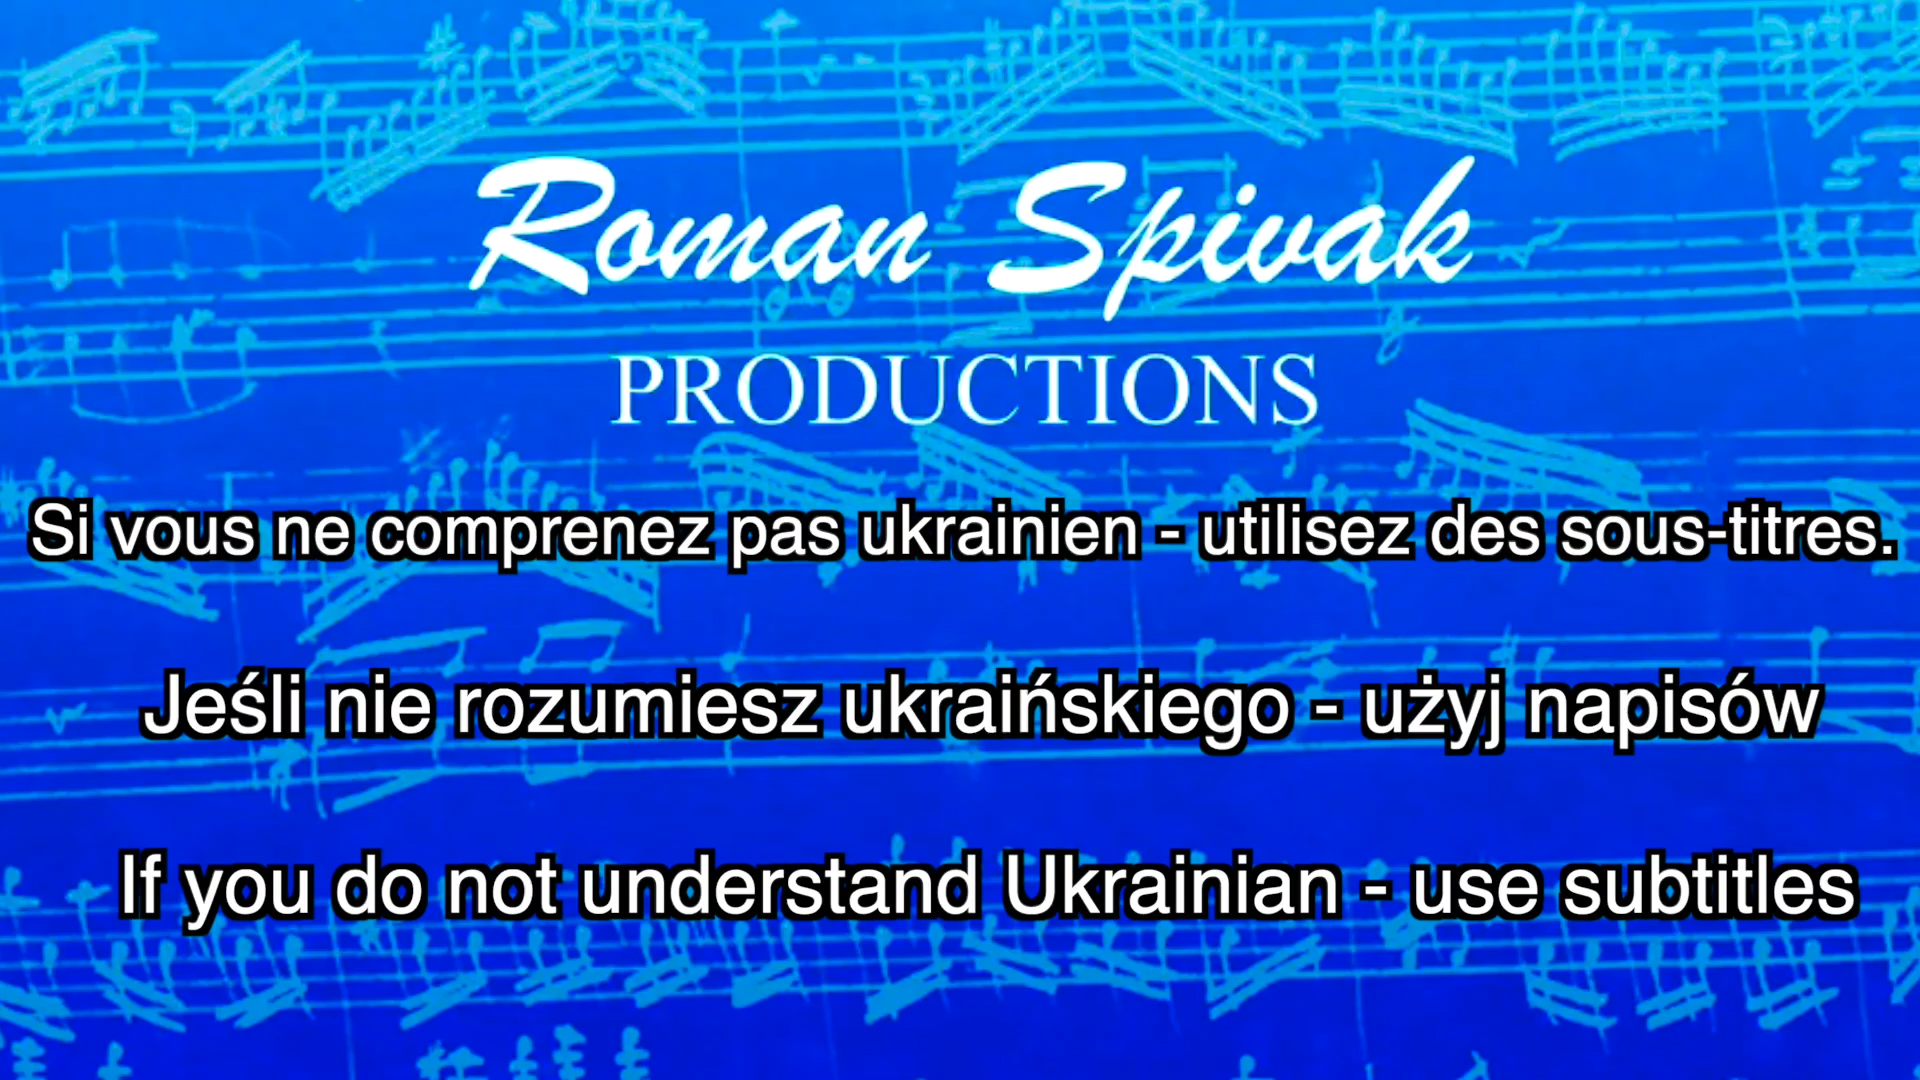 Roman Spivak
PRODUCTIONS
Si vous ne comprenez pas ukrainien - utilisez des sous-titres.
Jeśli nie rozumiesz ukraińskiego - użyj napisów
If you do not understand Ukrainian - use subtitles